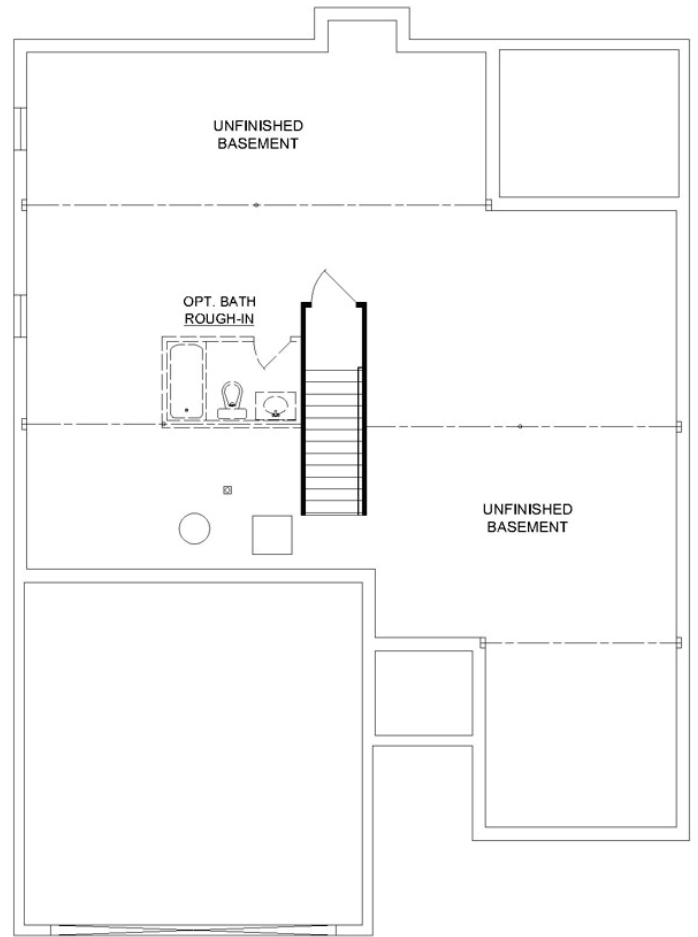 UNFINISHED
BASEMENT
OPT. BATH
ROUGH-IN
UNFINISHED
BASEMENT